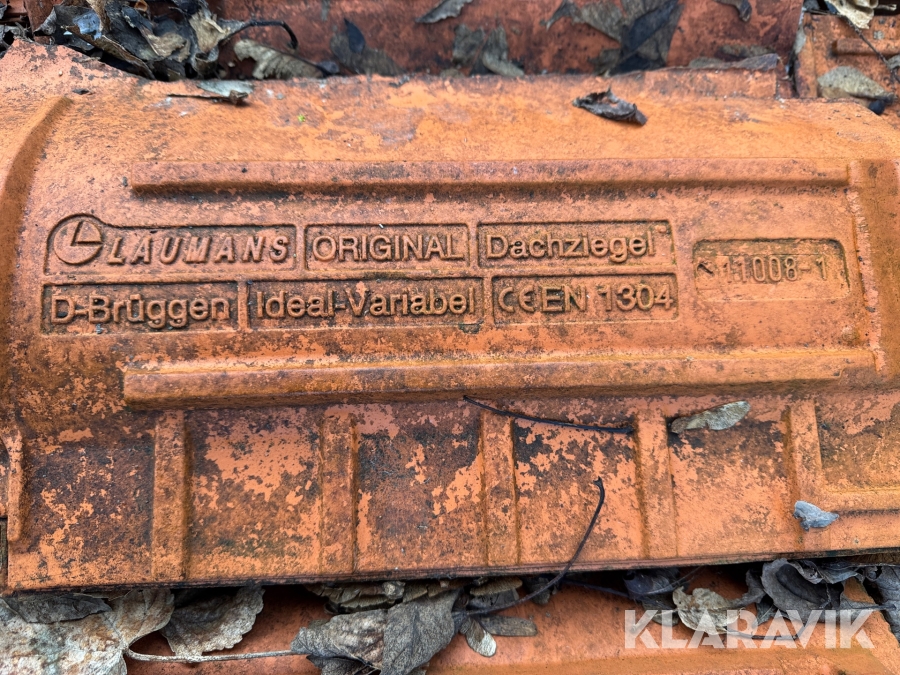 LAUMANS ORIGINAL Dachziegel 11008-1
D-Brüggen Ideal-Variabel CE EN 1304
KLARAVIK